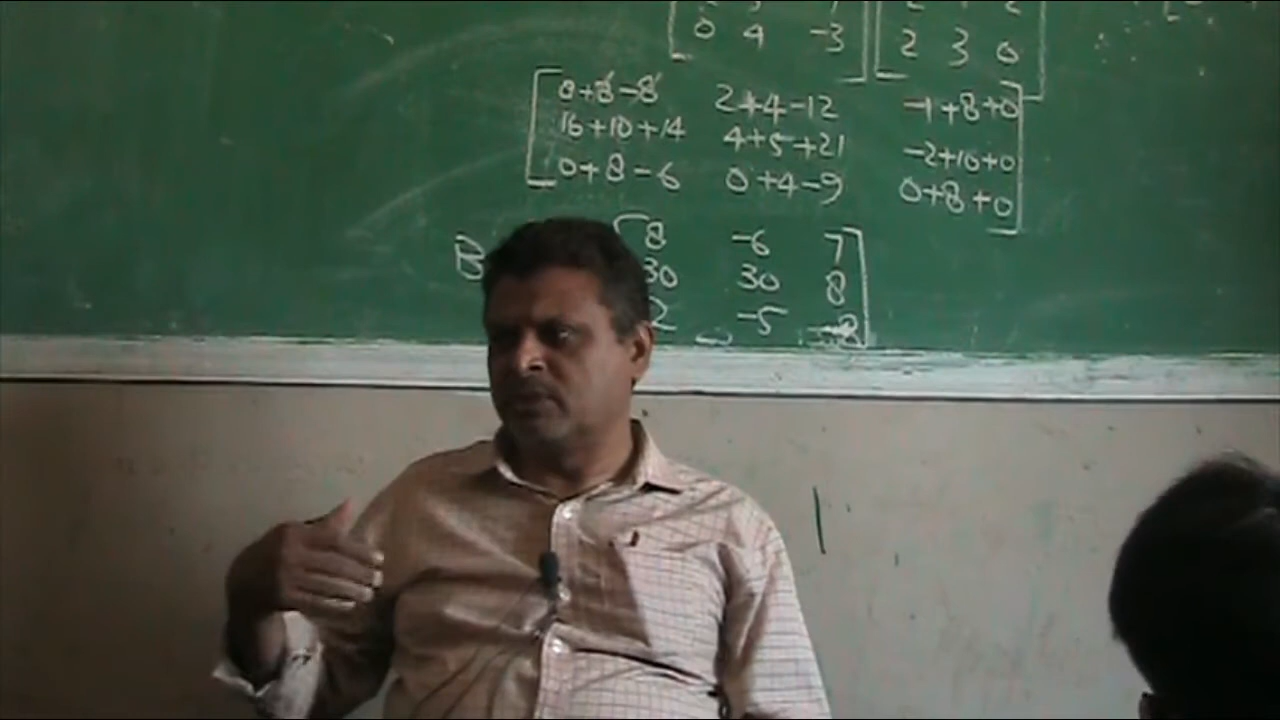 0 4 -3 2 3 0
0+8-8 2+4-12 -1+8+0
16+10+14 4+5+21 -2+10+0
0+8-6 0+4-9 0+8+0
B 8 -6 7
30 30 8
2 -5 8